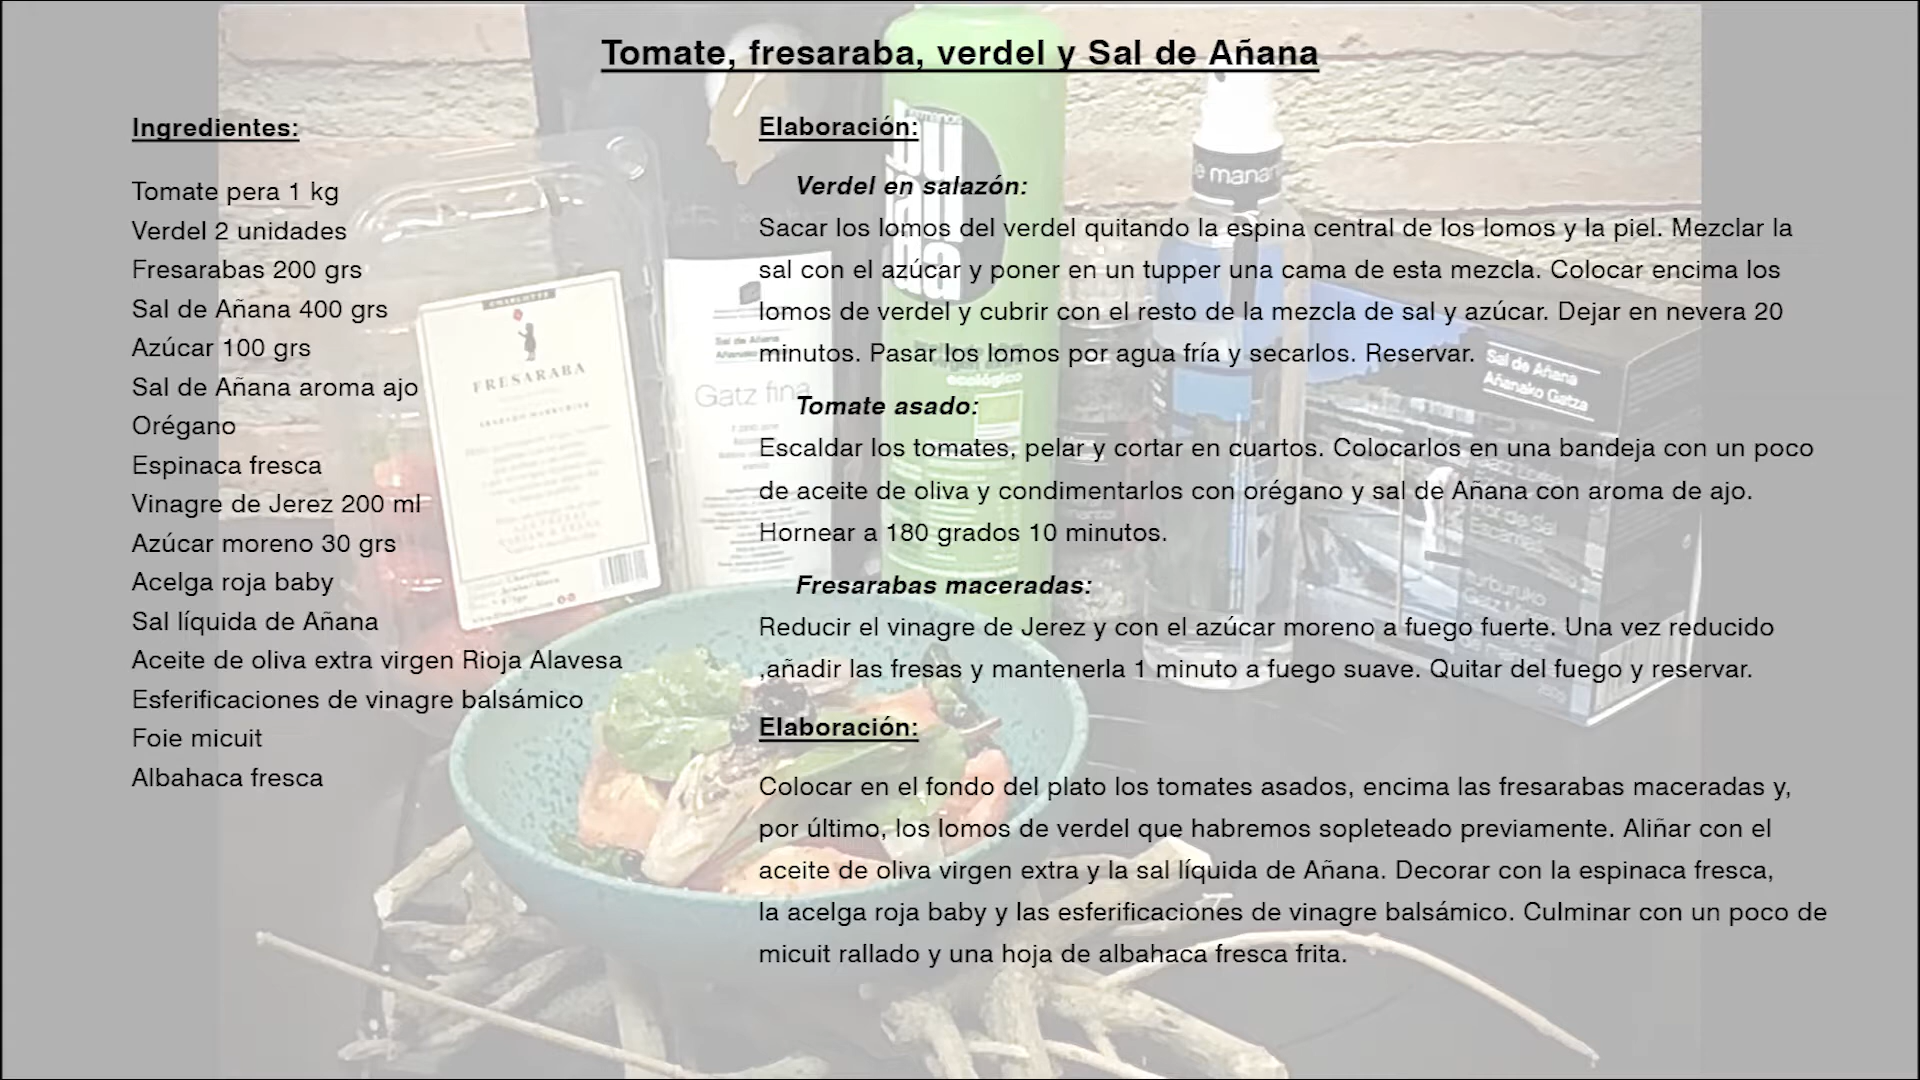 Tomate, fresaraba, verdel y Sal de Añana
Ingredientes:
Tomate pera 1 kg
Verdel 2 unidades
Fresarabas 200 grs
Sal de Añana 400 grs
Azúcar 100 grs
Sal de Añana aroma ajo
Orégano
Espinaca fresca
Vinagre de Jerez 200 ml
Azúcar moreno 30 grs
Acelga roja baby
Sal líquida de Añana
Aceite de oliva extra virgen Rioja Alavesa
Esferificaciones de vinagre balsámico
Foie micuit
Albahaca fresca
Elaboración:
Verdel en salazón:
Sacar los lomos del verdel quitando la espina central de los lomos y la piel. Mezclar la
sal con el azúcar y poner en un tupper una cama de esta mezcla. Colocar encima los
lomos de verdel y cubrir con el resto de la mezcla de sal y azúcar. Dejar en nevera 20
minutos. Pasar los lomos por agua fría y secarlos. Reservar.
Tomate asado:
Escaldar los tomates, pelar y cortar en cuartos. Colocarlos en una bandeja con un poco
de aceite de oliva y condimentarlos con orégano y sal de Añana con aroma de ajo.
Hornear a 180 grados 10 minutos.
Fresarabas maceradas:
Reducir el vinagre de Jerez y con el azúcar moreno a fuego fuerte. Una vez reducido
,añadir las fresas y mantenerla 1 minuto a fuego suave. Quitar del fuego y reservar.
Elaboración:
Colocar en el fondo del plato los tomates asados, encima las fresarabas maceradas y,
por último, los lomos de verdel que habremos sopleteado previamente. Aliñar con el
aceite de oliva virgen extra y la sal líquida de Añana. Decorar con la espinaca fresca,
la acelga roja baby y las esferificaciones de vinagre balsámico. Culminar con un poco de
micuit rallado y una hoja de albahaca fresca frita.
CHARLOTTE
FRESARABA
Sal de Añana
Gatz fina
ecológico
Sal de Añana
Añanako Gatza